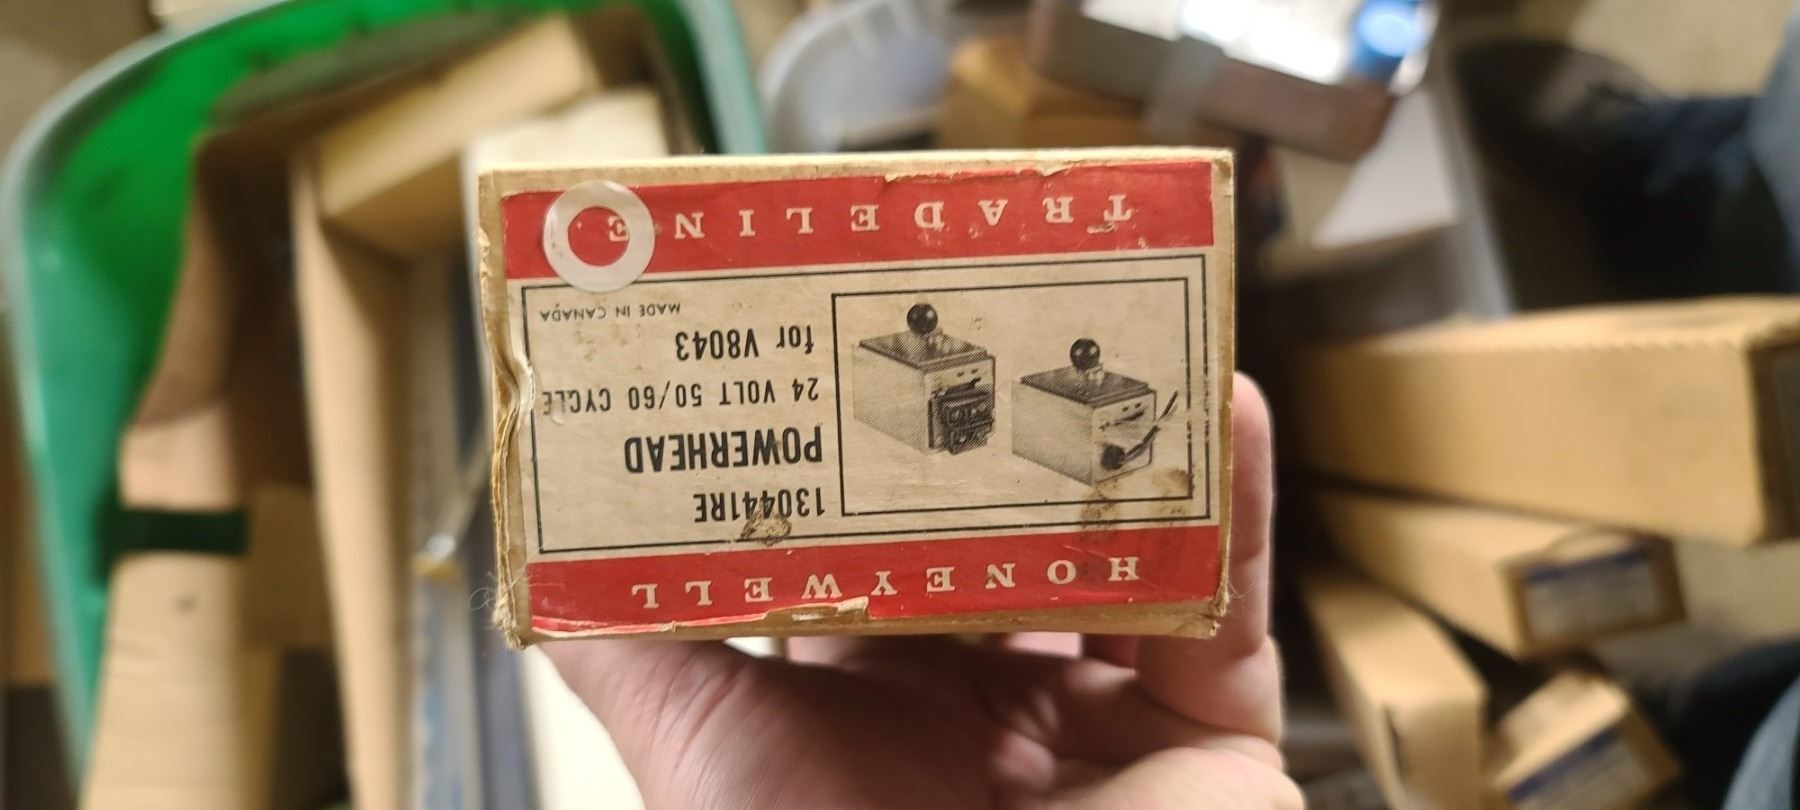 HONEYWELL
130441RE
POWERHEAD
24 VOLT 50/60 CYCLE
for V8043
MADE IN CANADA
TRADELINE